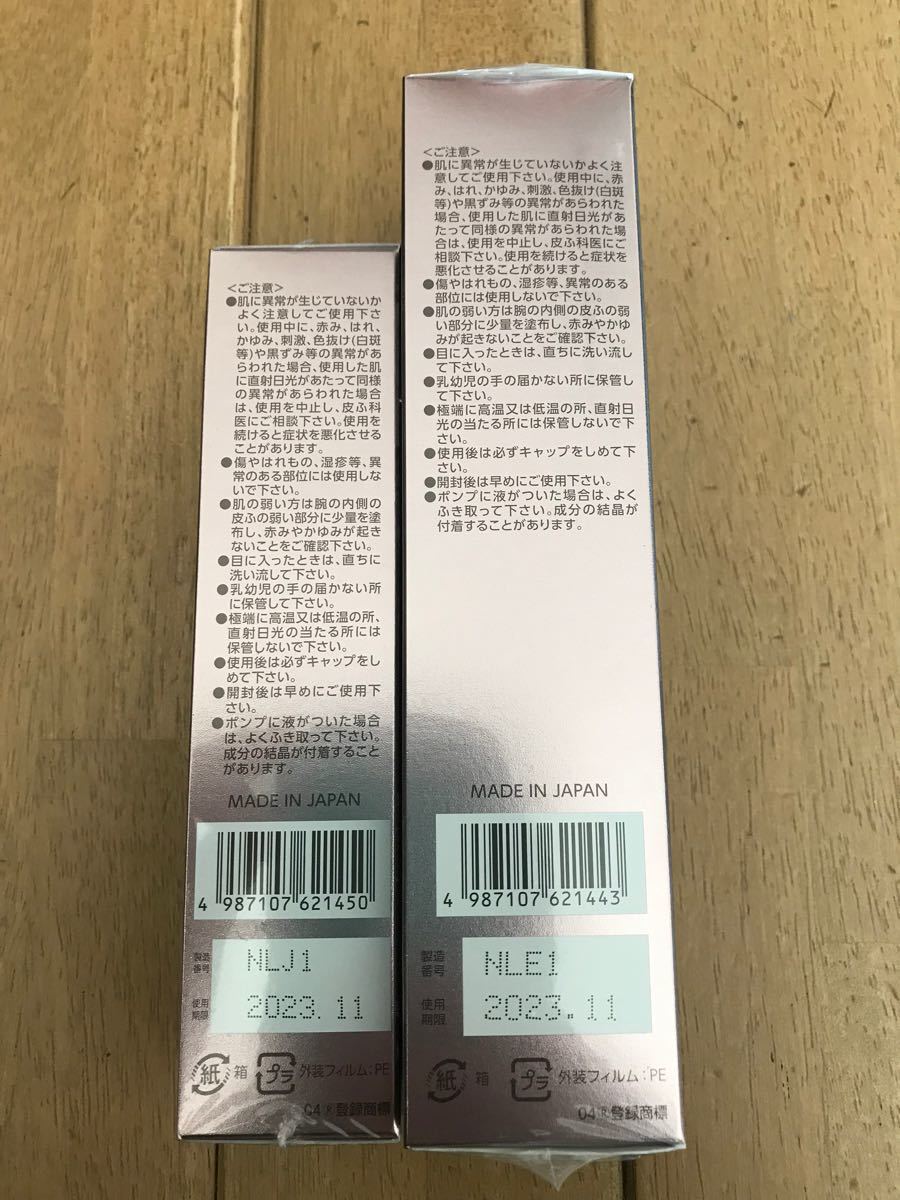 <ご注意>
●肌に異常が生じていないか
よく注意してご使用下さ
い。使用中に、赤み、はれ、
かゆみ、刺激、色抜け(白斑
等)や黒ずみ等の異常があ
らわれた場合、使用した肌
に直射日光があたって同様
の異常があらわれた場合
は、使用を中止し、皮ふ科
医にご相談下さい。使用を
続けると症状を悪化させる
ことがあります。
●傷やはれもの、湿疹等、異
常のある部位には使用しな
いで下さい。
●肌の弱い方は腕の内側の
皮ふの弱い部分に少量を塗
布し、赤みやかゆみが起き
ないことをご確認下さい。
●目に入ったときは、直ちに
洗い流して下さい。
●乳幼児の手の届かない所
に保管して下さい。
●極端に高温又は低温の所、
直射日光の当たる所には
保管しないで下さい。
●使用後は必ずキャップをし
めて下さい。
●開封後は早めにご使用下
さい。
●ポンプに液がついた場合
は、よくふき取って下さい。
成分の結晶が付着すること
があります。
MADE IN JAPAN
4 987107 621450
製造
番号
NLJ1
使用
期限
2023.11
紙 箱 プラ 外装フィルム:PE
04 ®登録商標
<ご注意>
●肌に異常が生じていないかよく注
意してご使用下さい。使用中に、赤
み、はれ、かゆみ、刺激、色抜け(白斑
等)や黒ずみ等の異常があらわれた
場合、使用した肌に直射日光があ
たって同様の異常があらわれた場
合は、使用を中止し、皮ふ科医にご
相談下さい。使用を続けると症状を
悪化させることがあります。
●傷やはれもの、湿疹等、異常のある
部位には使用しないで下さい。
●肌の弱い方は腕の内側の皮ふの弱
い部分に少量を塗布し、赤みやかゆ
みが起きないことをご確認下さい。
●目に入ったときは、直ちに洗い流し
て下さい。
●乳幼児の手の届かない所に保管し
て下さい。
●極端に高温又は低温の所、直射日
光の当たる所には保管しないで下
さい。
●使用後は必ずキャップをしめて下
さい。
●開封後は早めにご使用下さい。
●ポンプに液がついた場合は、よく
ふき取って下さい。成分の結晶が
付着することがあります。
MADE IN JAPAN
4 987107 621443
製造
番号
NLE1
使用
期限
2023.11
紙 箱 プラ 外装フィルム:PE
04 ®登録商標